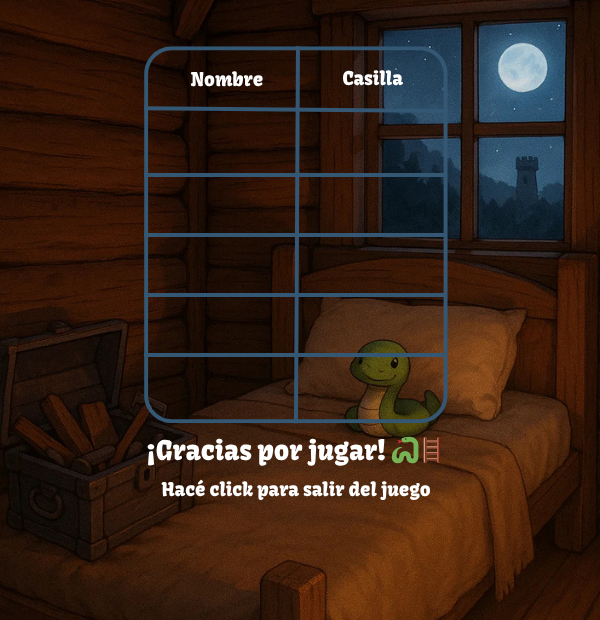 Nombre Casilla
¡Gracias por jugar! 🐍🪜
Hacé click para salir del juego